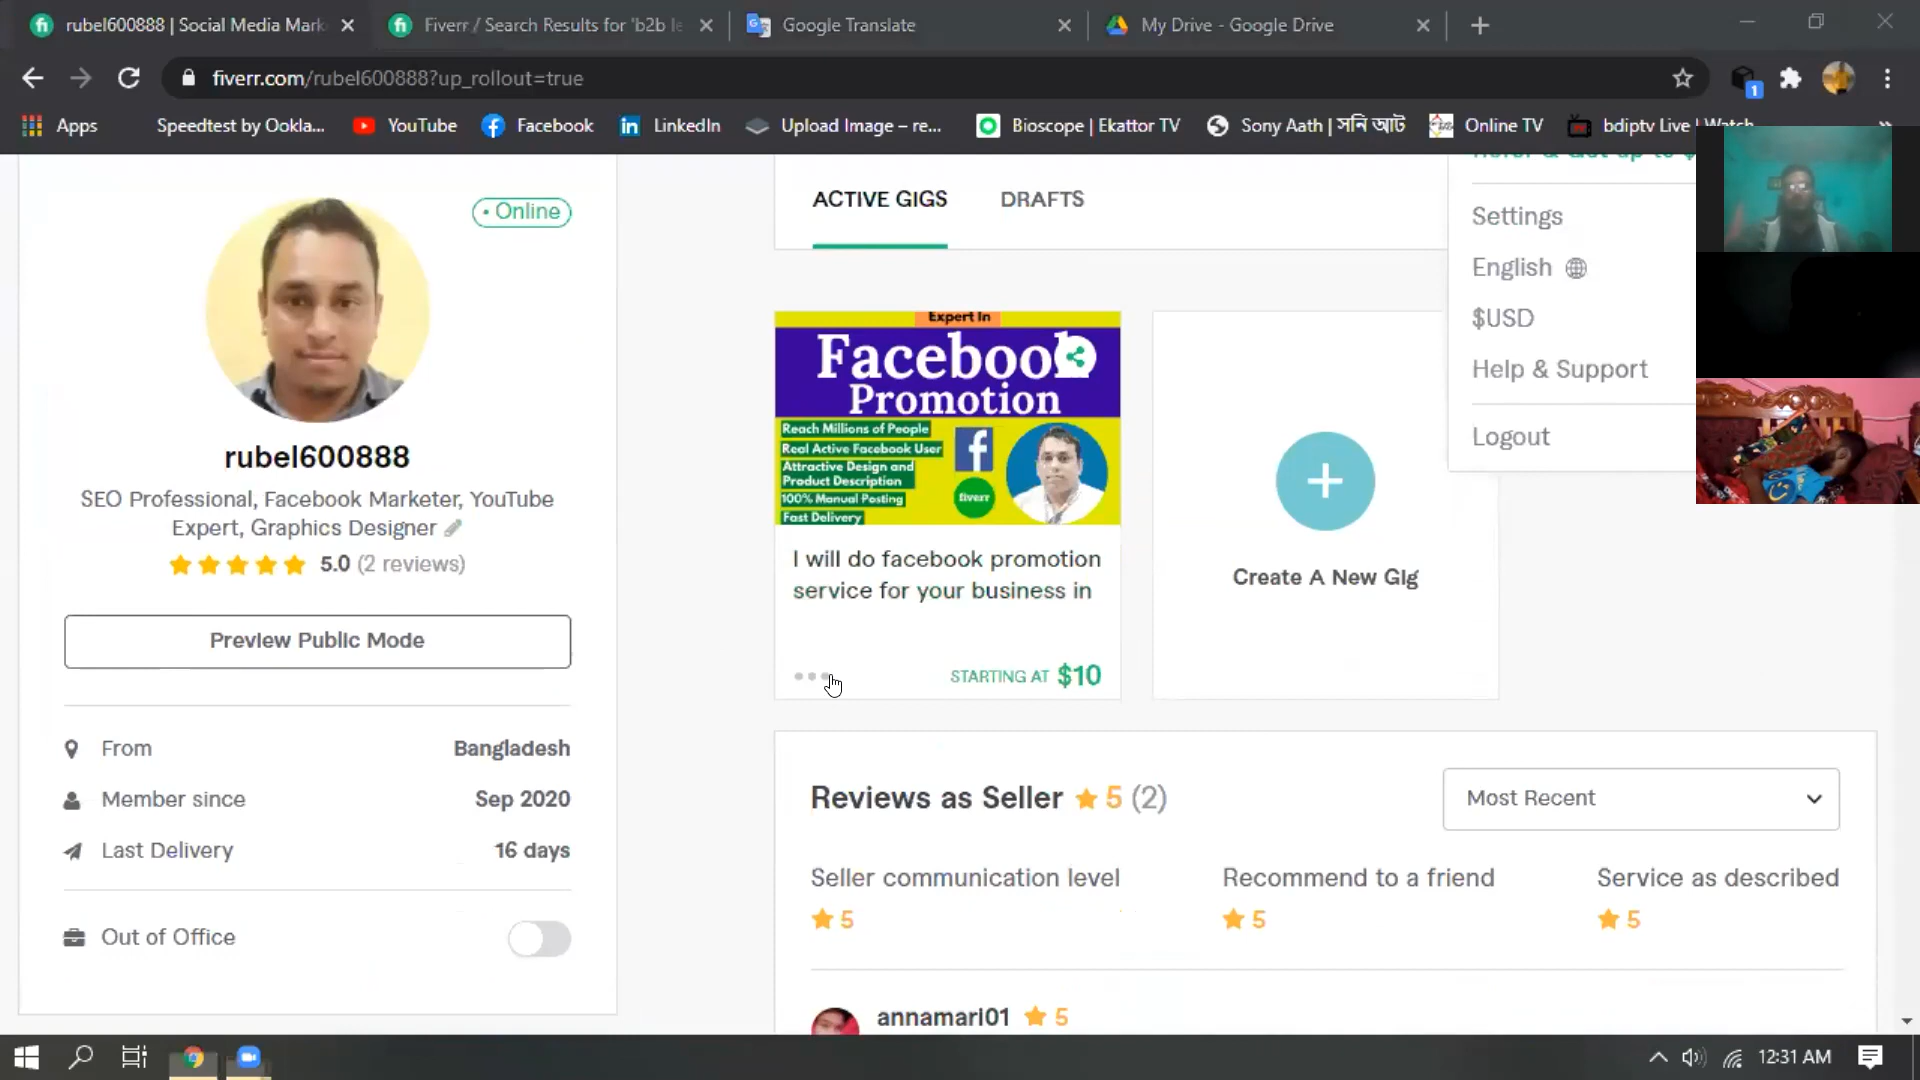 rubel600888 | Social Media Mark
Fiverr / Search Results for 'b2b le
Google Translate
My Drive - Google Drive
fiverr.com/rubel600888?up_rollout=true
1
Apps
Speedtest by Ookla...
YouTube
Facebook
LinkedIn
Upload Image – re...
Bioscope | Ekattor TV
Sony Aath | সনি আট
Online TV
bdiptv Live | Watch
• Online
rubel600888
SEO Professional, Facebook Marketer, YouTube
Expert, Graphics Designer
5.0 (2 reviews)
Preview Public Mode
From Bangladesh
Member since Sep 2020
Last Delivery 16 days
Out of Office
ACTIVE GIGS
DRAFTS
Expert In
Facebook
Promotion
Reach Millions of People
Real Active Facebook User
Attractive Design and
Product Description
100% Manual Posting
Fast Delivery
fiverr
I will do facebook promotion
service for your business in
STARTING AT $10
Create A New Gig
Settings
English
$USD
Help & Support
Logout
Reviews as Seller 5 (2)
Most Recent
Seller communication level
5
Recommend to a friend
5
Service as described
5
annamari01 5
12:31 AM